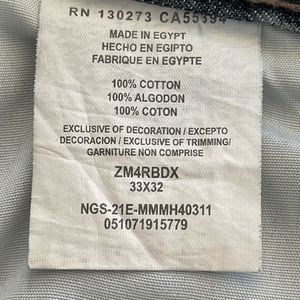 RN 130273 CA55394
MADE IN EGYPT
HECHO EN EGIPTO
FABRIQUE EN EGYPTE
100% COTTON
100% ALGODON
100% COTON
EXCLUSIVE OF DECORATION / EXCEPTO
DECORACION / EXCLUSIVE OF TRIMMING/
GARNITURE NON COMPRISE
ZM4RBDX
33X32
NGS-21E-MMMH40311
051071915779